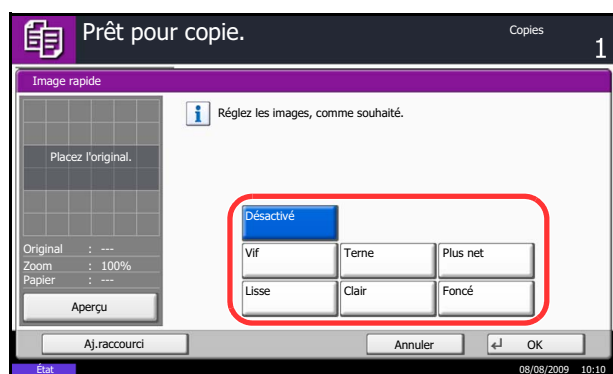 Prêt pour copie.
Copies
1
Image rapide
Placez l'original.
Réglez les images, comme souhaité.
Désactivé
Vif
Terne
Plus net
Lisse
Clair
Foncé
Original : ---
Zoom : 100%
Papier : ---
Aperçu
Aj.raccourci
Annuler
OK
État
08/08/2009 10:10